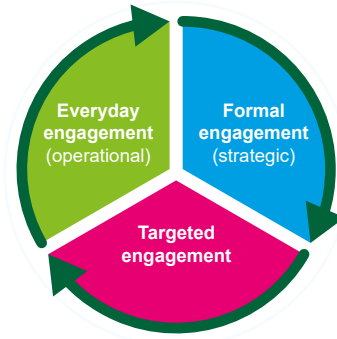 Everyday
engagement
(operational)
Formal
engagement
(strategic)
Targeted
engagement